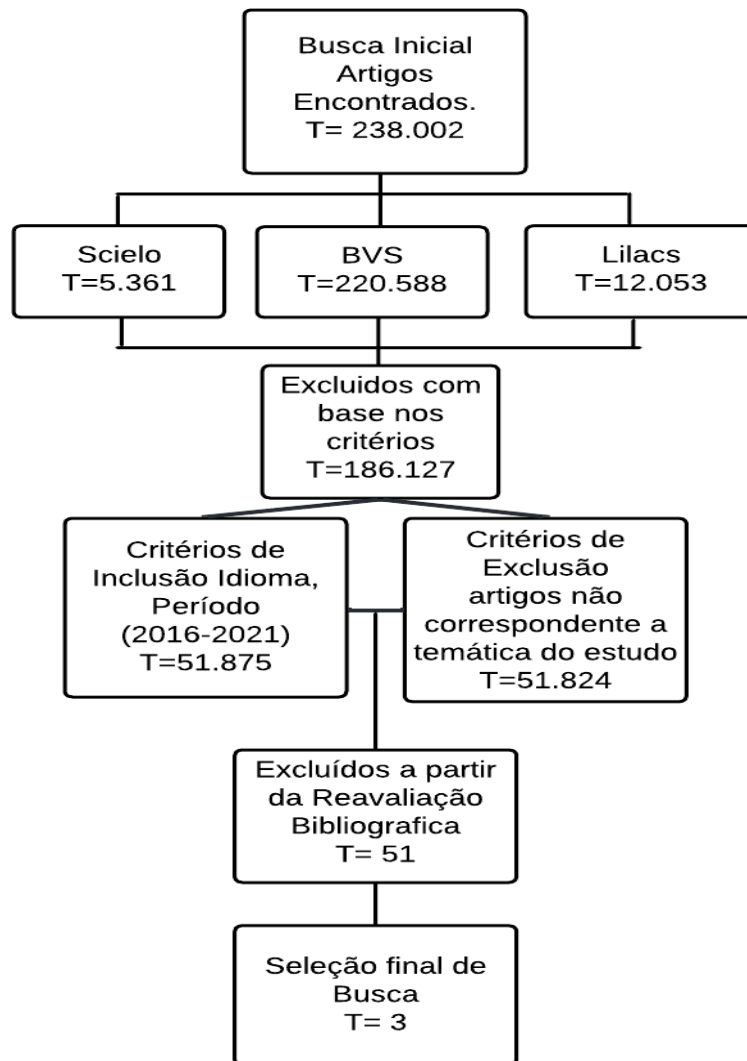 Busca Inicial
Artigos
Encontrados.
T= 238.002
Scielo
T=5.361
BVS
T=220.588
Lilacs
T=12.053
Excluidos com
base nos
critérios
T=186.127
Critérios de
Inclusão Idioma,
Período
(2016-2021)
T=51.875
Critérios de
Exclusão
artigos não
correspondente a
temática do estudo
T=51.824
Excluídos a partir
da Reavaliação
Bibliografica
T= 51
Seleção final de
Busca
T= 3